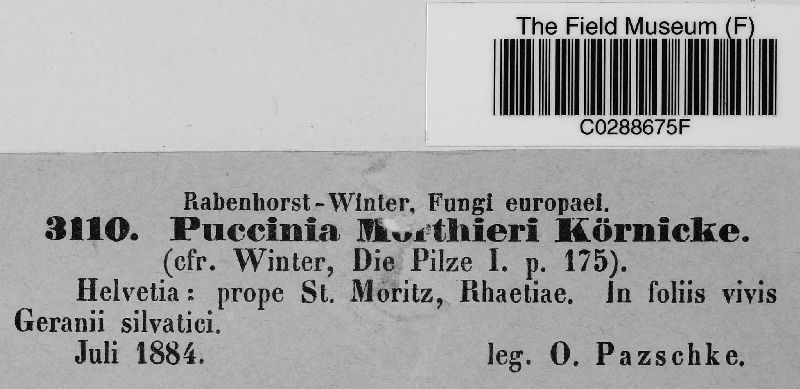 The Field Museum (F)
C0288675F
Rabenhorst-Winter, Fungi europaei.
3110. Puccinia Morthieri Körnicke.
(cfr. Winter, Die Pilze I. p. 175).
Helvetia: prope St. Moritz, Rhaetiae. In foliis vivis
Geranii silvatici.
Juli 1884. leg. O. Pazschke.